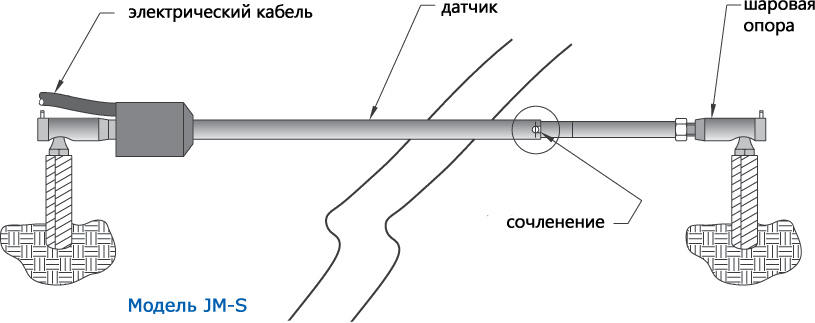 электрический кабель
датчик
шаровая
опора
сочленение
Модель JM-S